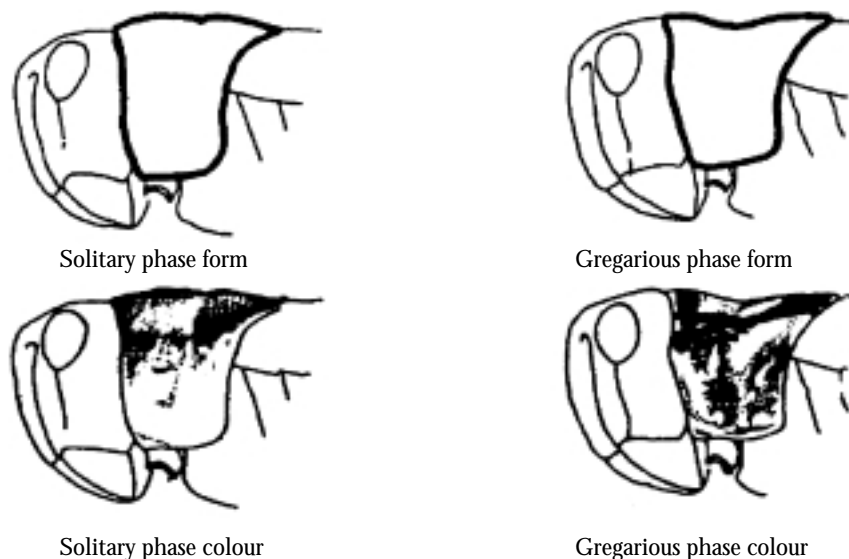 Solitary phase form
Gregarious phase form
Solitary phase colour
Gregarious phase colour